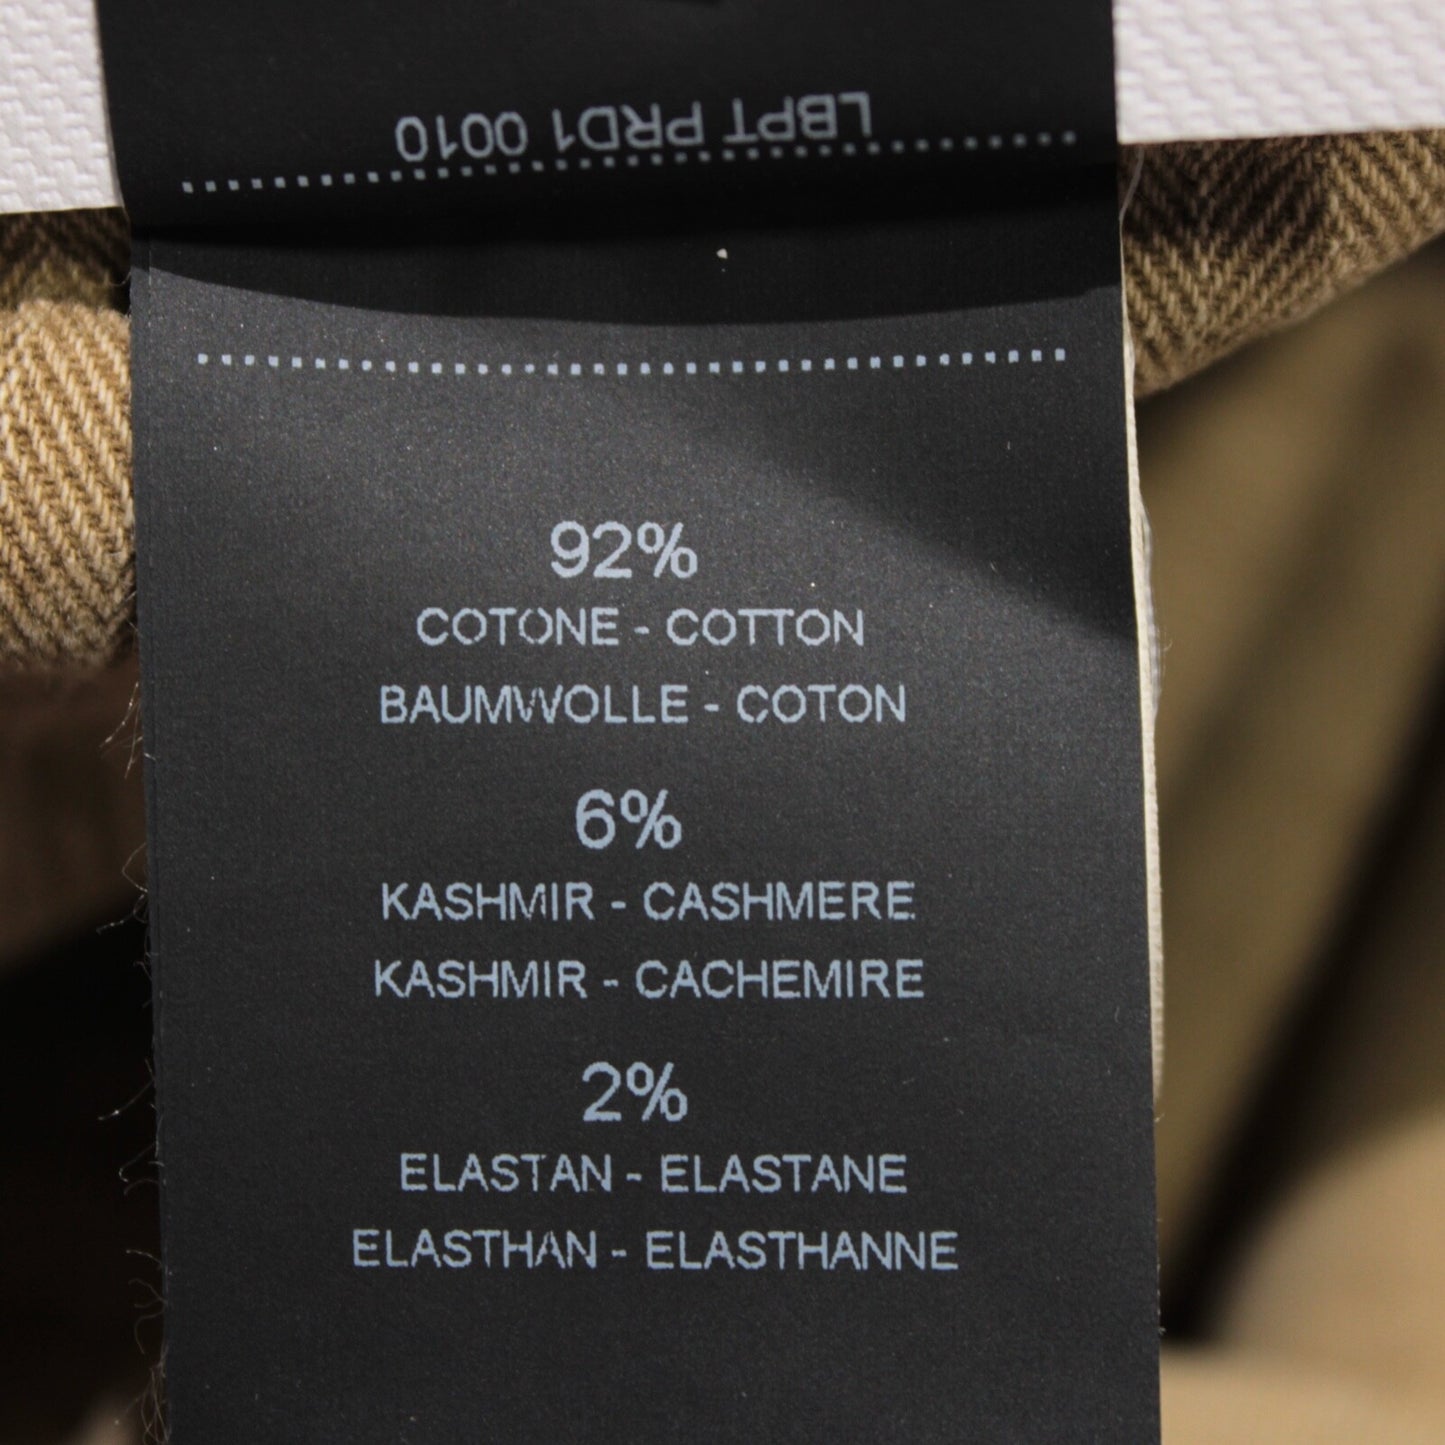 LBPT PRD1 0010
92%
COTONE - COTTON
BAUMWOLLE - COTON
6%
KASHMIR - CASHMERE
KASHMIR - CACHEMIRE
2%
ELASTAN - ELASTANE
ELASTHAN - ELASTHANNE